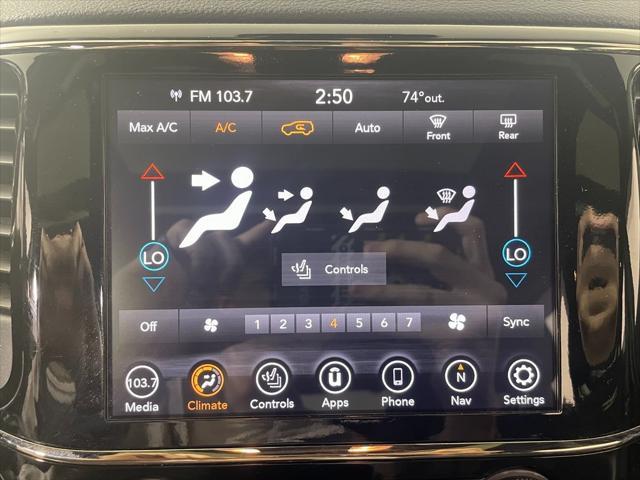 FM 103.7 2:50 74°out.
Max A/C A/C Auto Front Rear
LO LO
Controls
Off 1 2 3 4 5 6 7 Sync
103.7 U N
Media Climate Controls Apps Phone Nav Settings